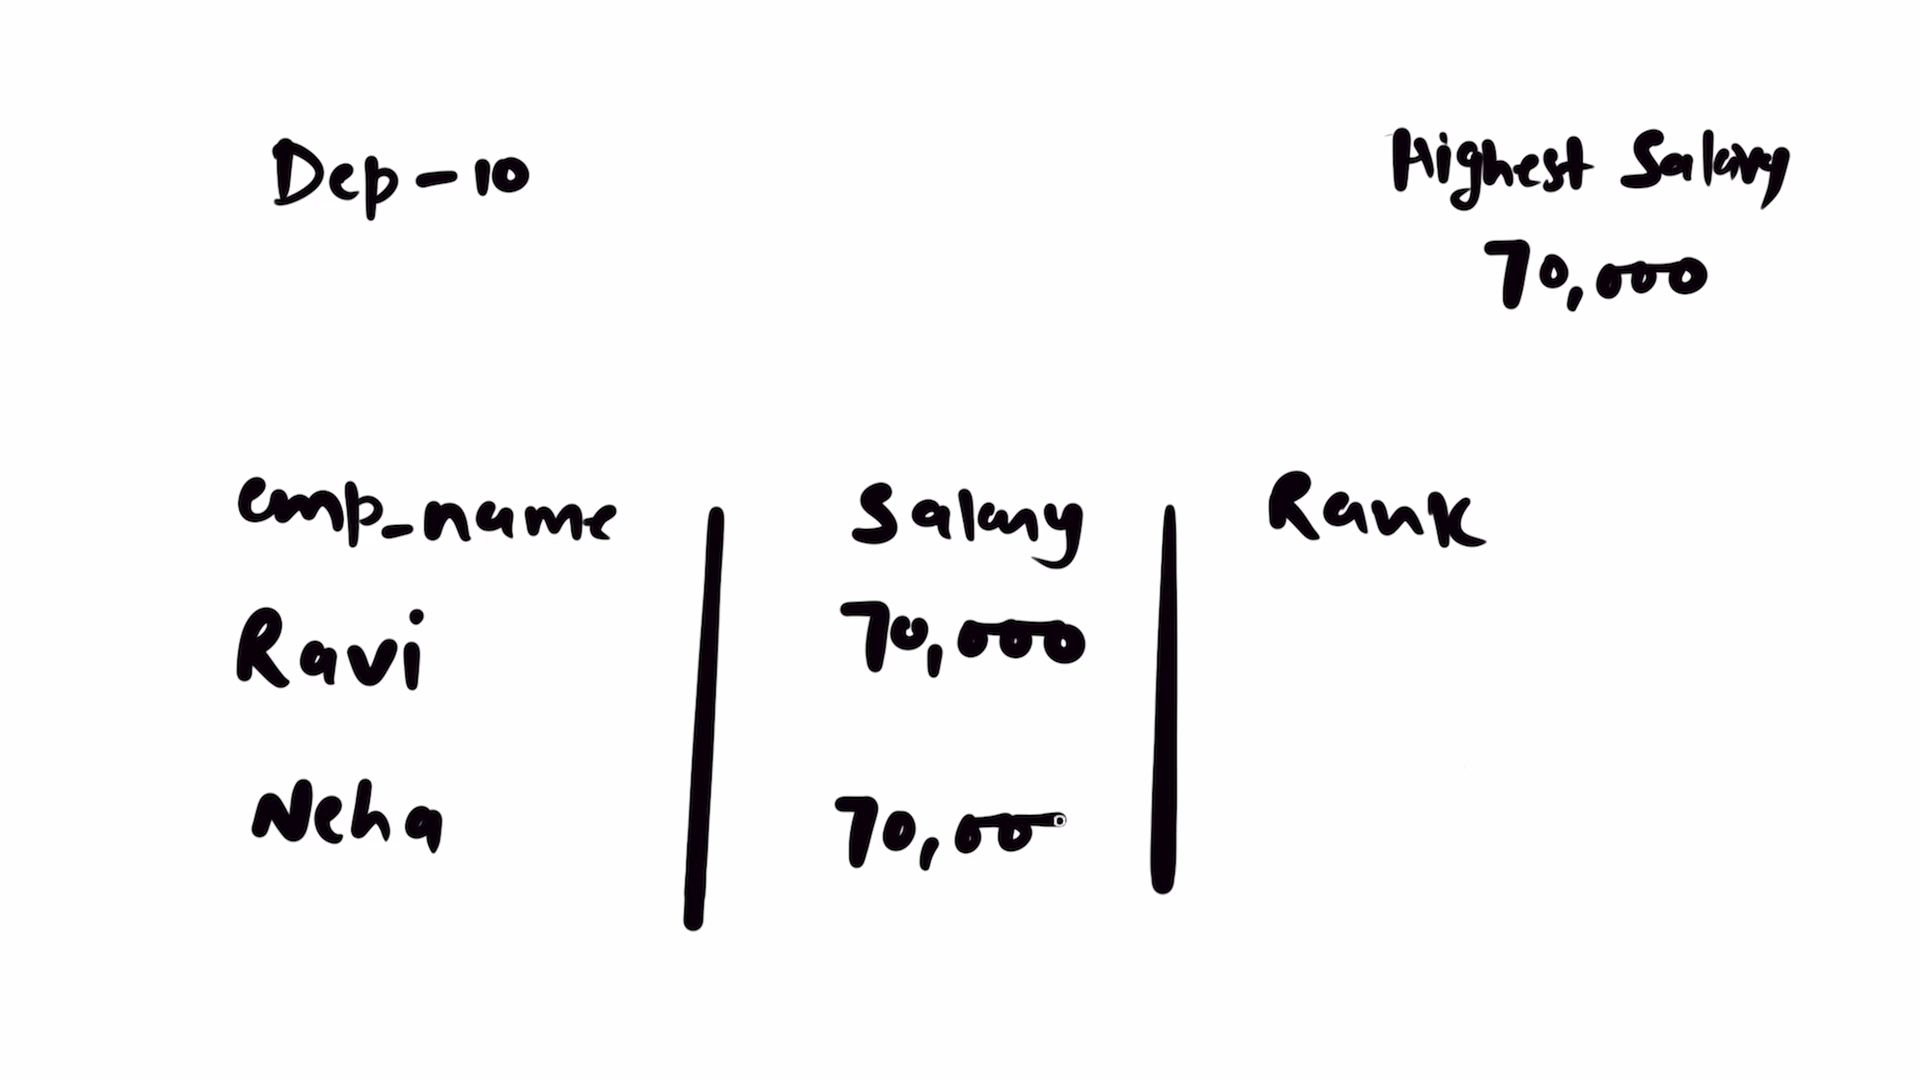 Dep-10
Highest Salary
70,000
emp_name Salary Rank
Ravi 70,000
Neha 70,00